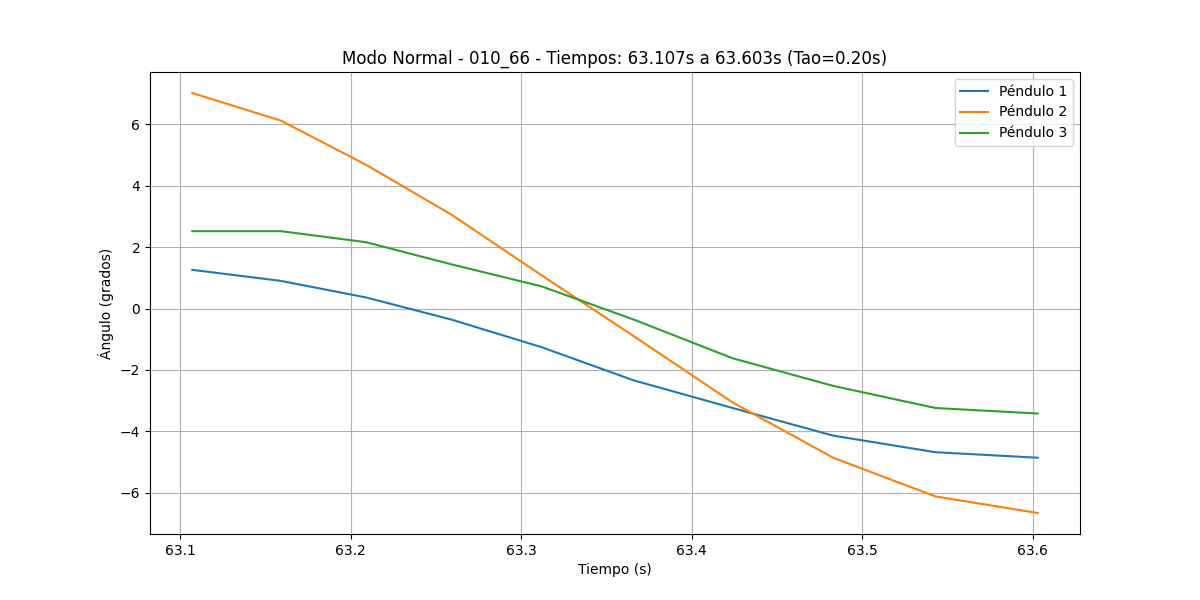 Modo Normal - 010_66 - Tiempos: 63.107s a 63.603s (Tao=0.20s)
Péndulo 1
Péndulo 2
Péndulo 3
Ángulo (grados)
6
4
2
0
−2
−4
−6
63.1 63.2 63.3 63.4 63.5 63.6
Tiempo (s)